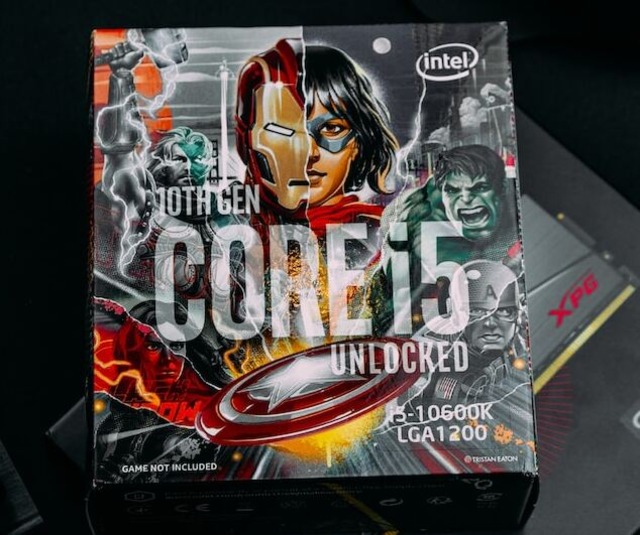 intel
10TH GEN
CORE i5
UNLOCKED
i5-10600K
LGA1200
GAME NOT INCLUDED
TRISTAN EATON
XPG